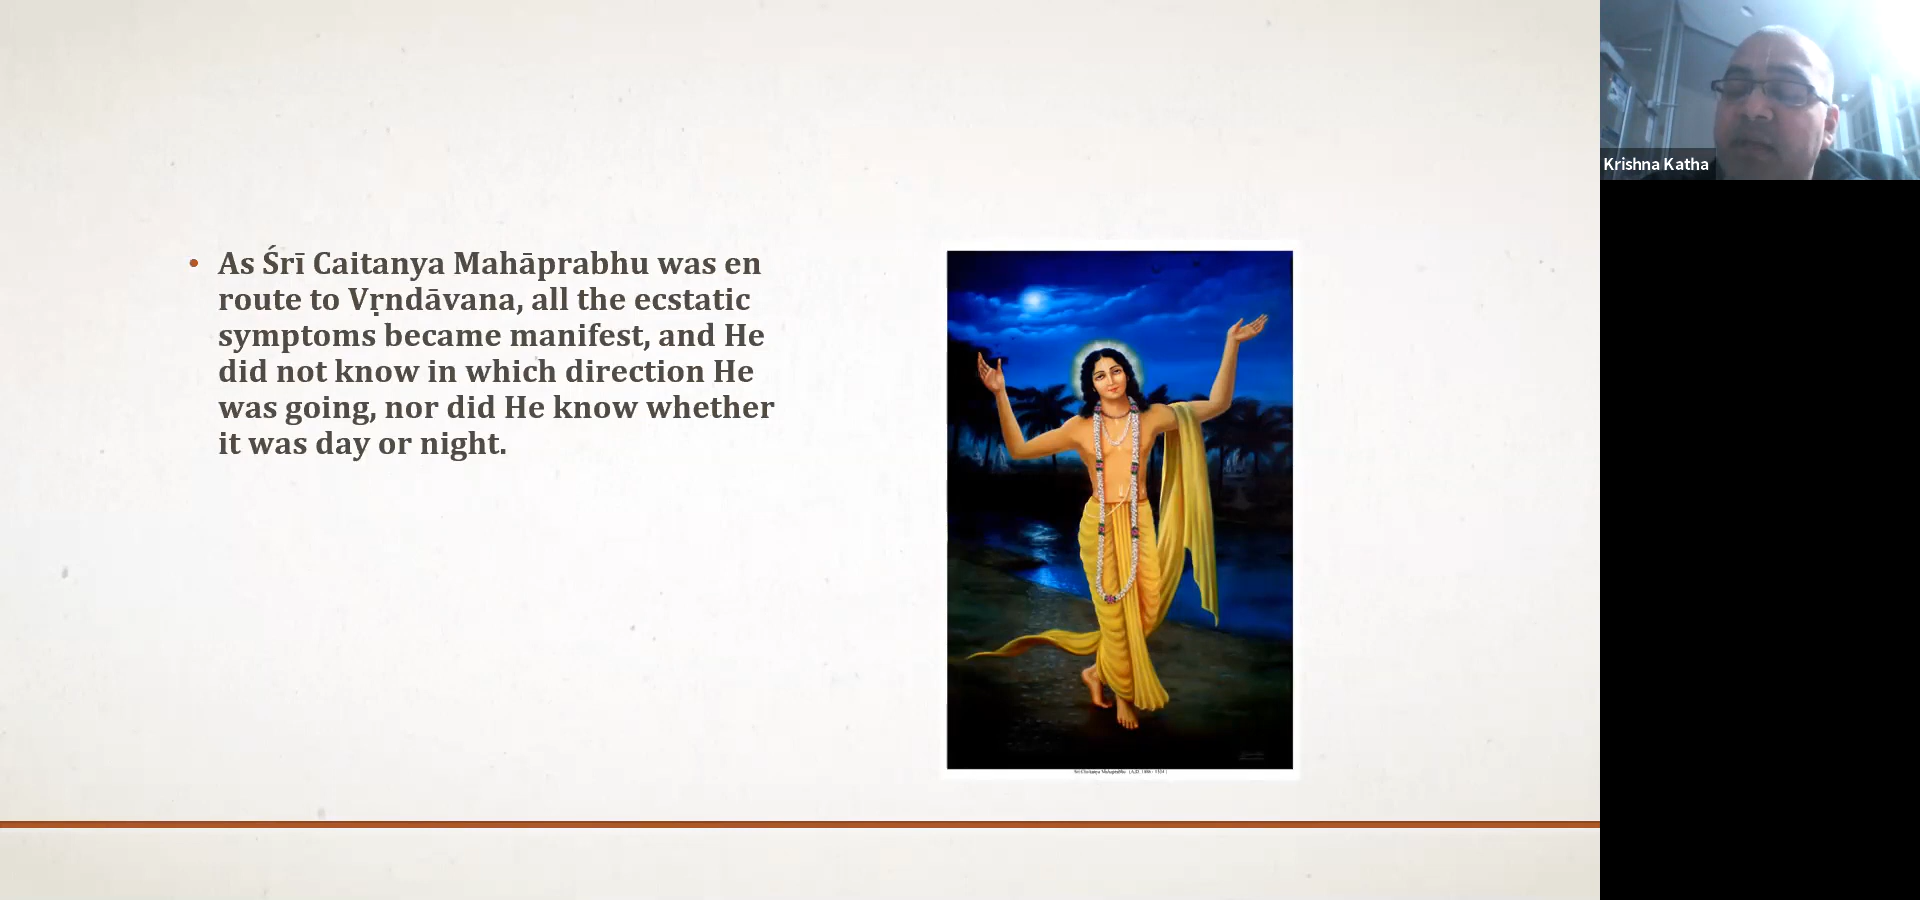 • As Śrī Caitanya Mahāprabhu was en
route to Vṛndāvana, all the ecstatic
symptoms became manifest, and He
did not know in which direction He
was going, nor did He know whether
it was day or night.
Krishna Katha